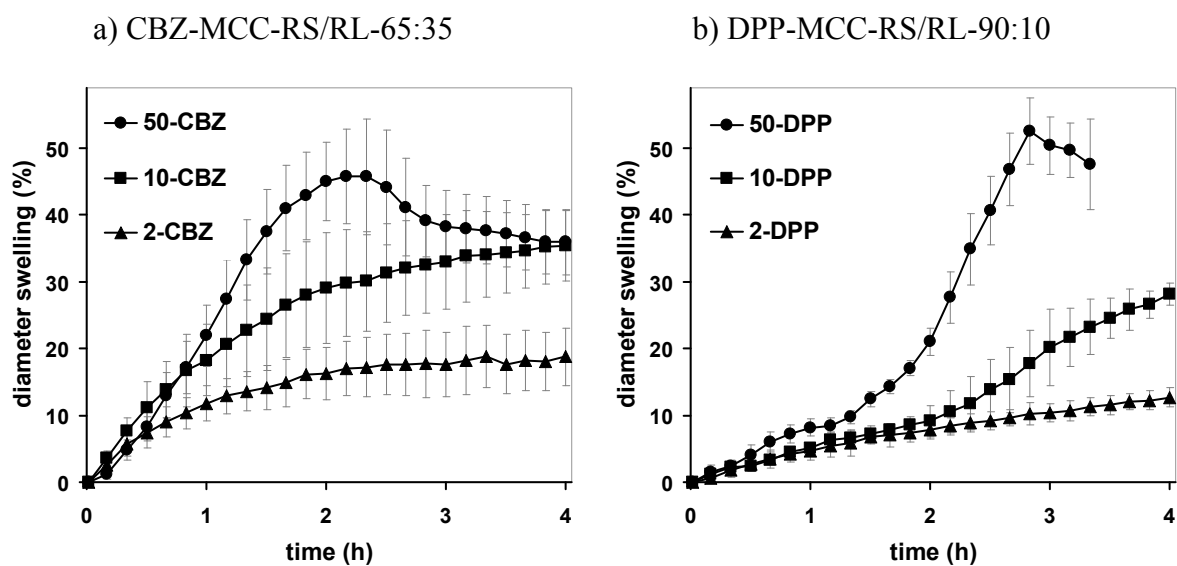 a) CBZ-MCC-RS/RL-65:35
50-CBZ
10-CBZ
2-CBZ
diameter swelling (%)
50
40
30
20
10
0
0 1 2 3 4
time (h)
b) DPP-MCC-RS/RL-90:10
50-DPP
10-DPP
2-DPP
diameter swelling (%)
50
40
30
20
10
0
0 1 2 3 4
time (h)